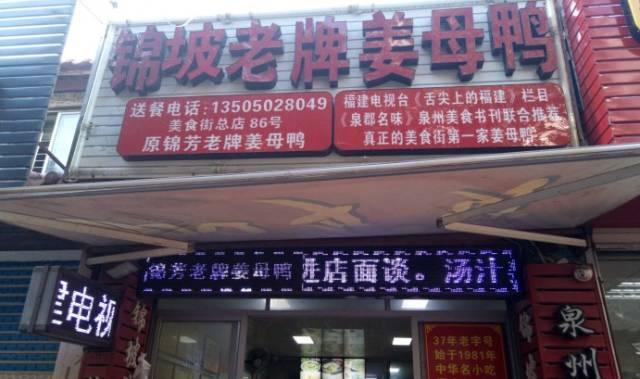 锦坡老牌姜母鸭
送餐电话:13505028049
美食街总店 86号
原锦芳老牌姜母鸭
福建电视台《舌尖上的福建》栏目
《泉郡名味》泉州美食书刊联合推荐
真正的美食街第一家姜母鸭
锦芳老牌姜母鸭
进店面谈。汤汁
建电视
锦坡
37年老字号
始于1981年
中华名小吃
泉州